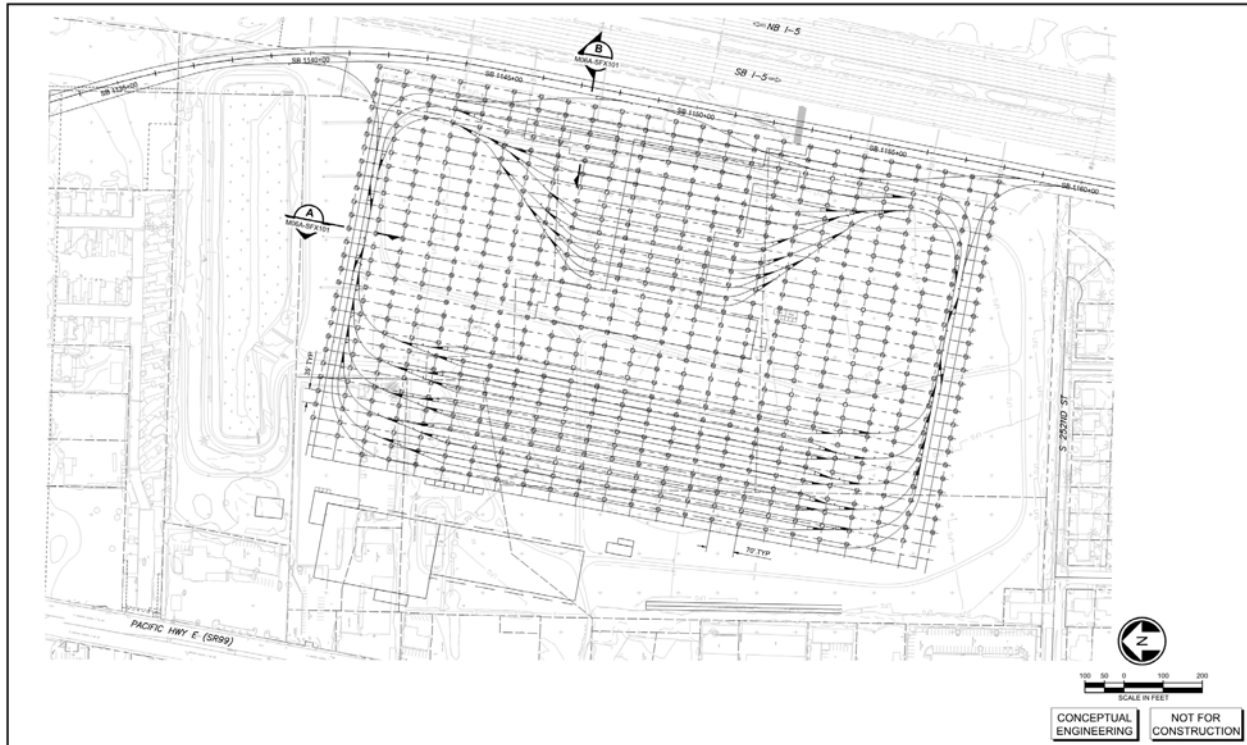 NB I-5
SB I-5
B
M06A-SFX101
SB 1135+00
SB 1140+00
SB 1145+00
SB 1150+00
SB 1155+00
SB 1160+00
A
M06A-SFX101
70' TYP
S 252ND ST
PACIFIC HWY E (SR99)
N
100 50 0 100 200
SCALE IN FEET
CONCEPTUAL
ENGINEERING
NOT FOR
CONSTRUCTION